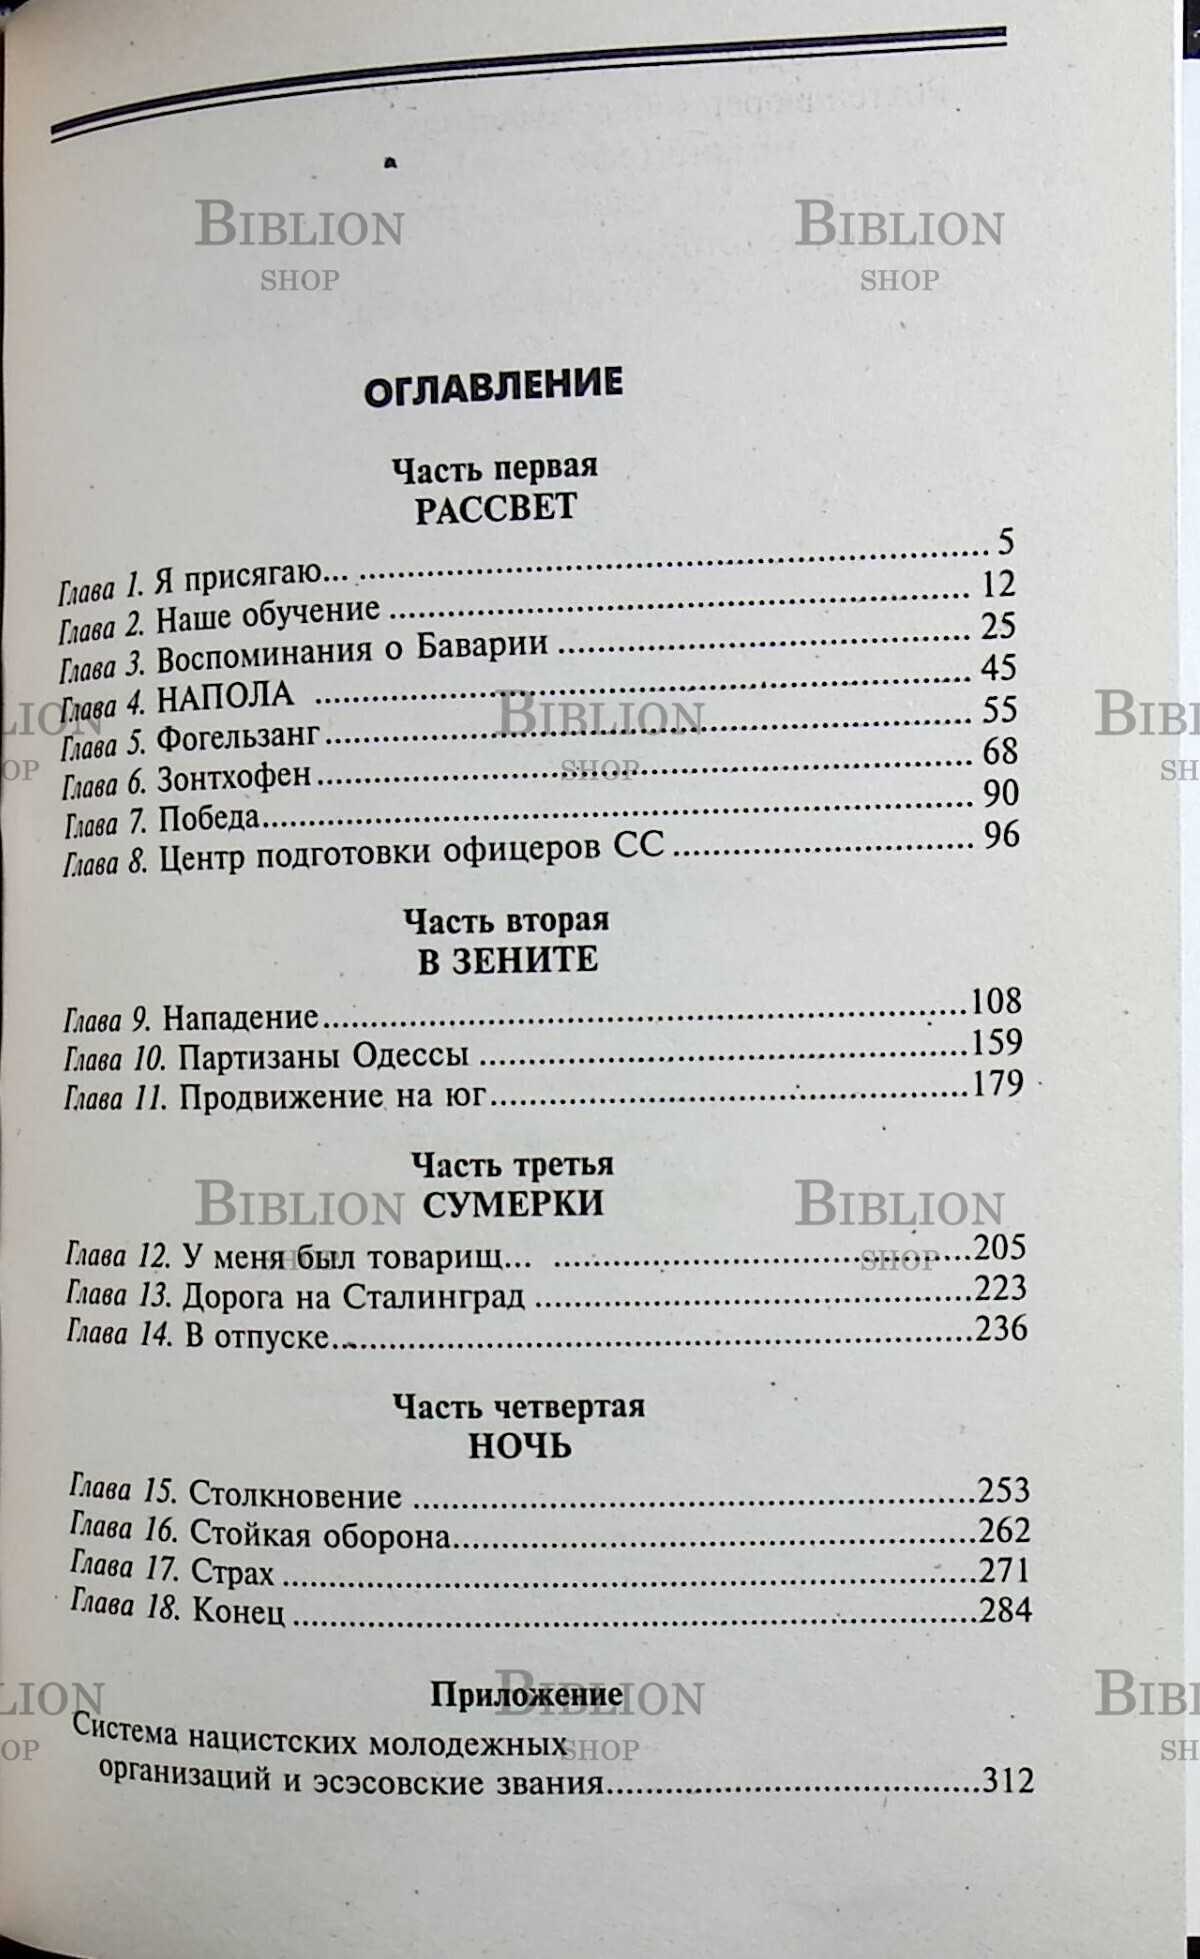 ОГЛАВЛЕНИЕ
Часть первая
РАССВЕТ
Глава 1. Я присягаю... 5
Глава 2. Наше обучение 12
Глава 3. Воспоминания о Баварии 25
Глава 4. НАПОЛА 45
Глава 5. Фогельзанг 55
Глава 6. Зонтхофен 68
Глава 7. Победа 90
Глава 8. Центр подготовки офицеров СС 96
Часть вторая
В ЗЕНИТЕ
Глава 9. Нападение 108
Глава 10. Партизаны Одессы 159
Глава 11. Продвижение на юг 179
Часть третья
СУМЕРКИ
Глава 12. У меня был товарищ... 205
Глава 13. Дорога на Сталинград 223
Глава 14. В отпуске 236
Часть четвертая
НОЧЬ
Глава 15. Столкновение 253
Глава 16. Стойкая оборона 262
Глава 17. Страх 271
Глава 18. Конец 284
Приложение
Система нацистских молодежных
организаций и эсэсовские звания 312
BIBLION
SHOP